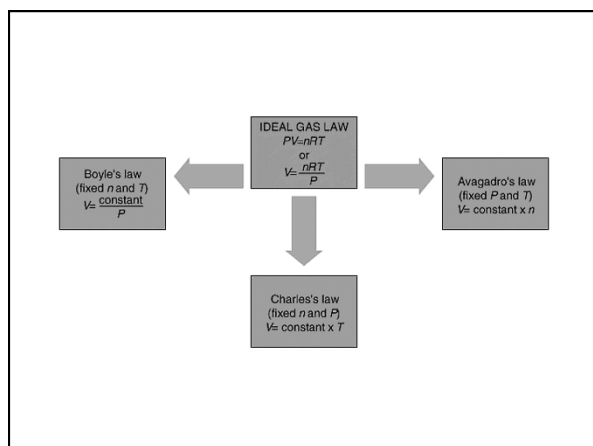 IDEAL GAS LAW
PV=nRT
or
V= nRT
P
Boyle's law
(fixed n and T)
V= constant
P
Avagadro's law
(fixed P and T)
V= constant x n
Charles's law
(fixed n and P)
V= constant x T